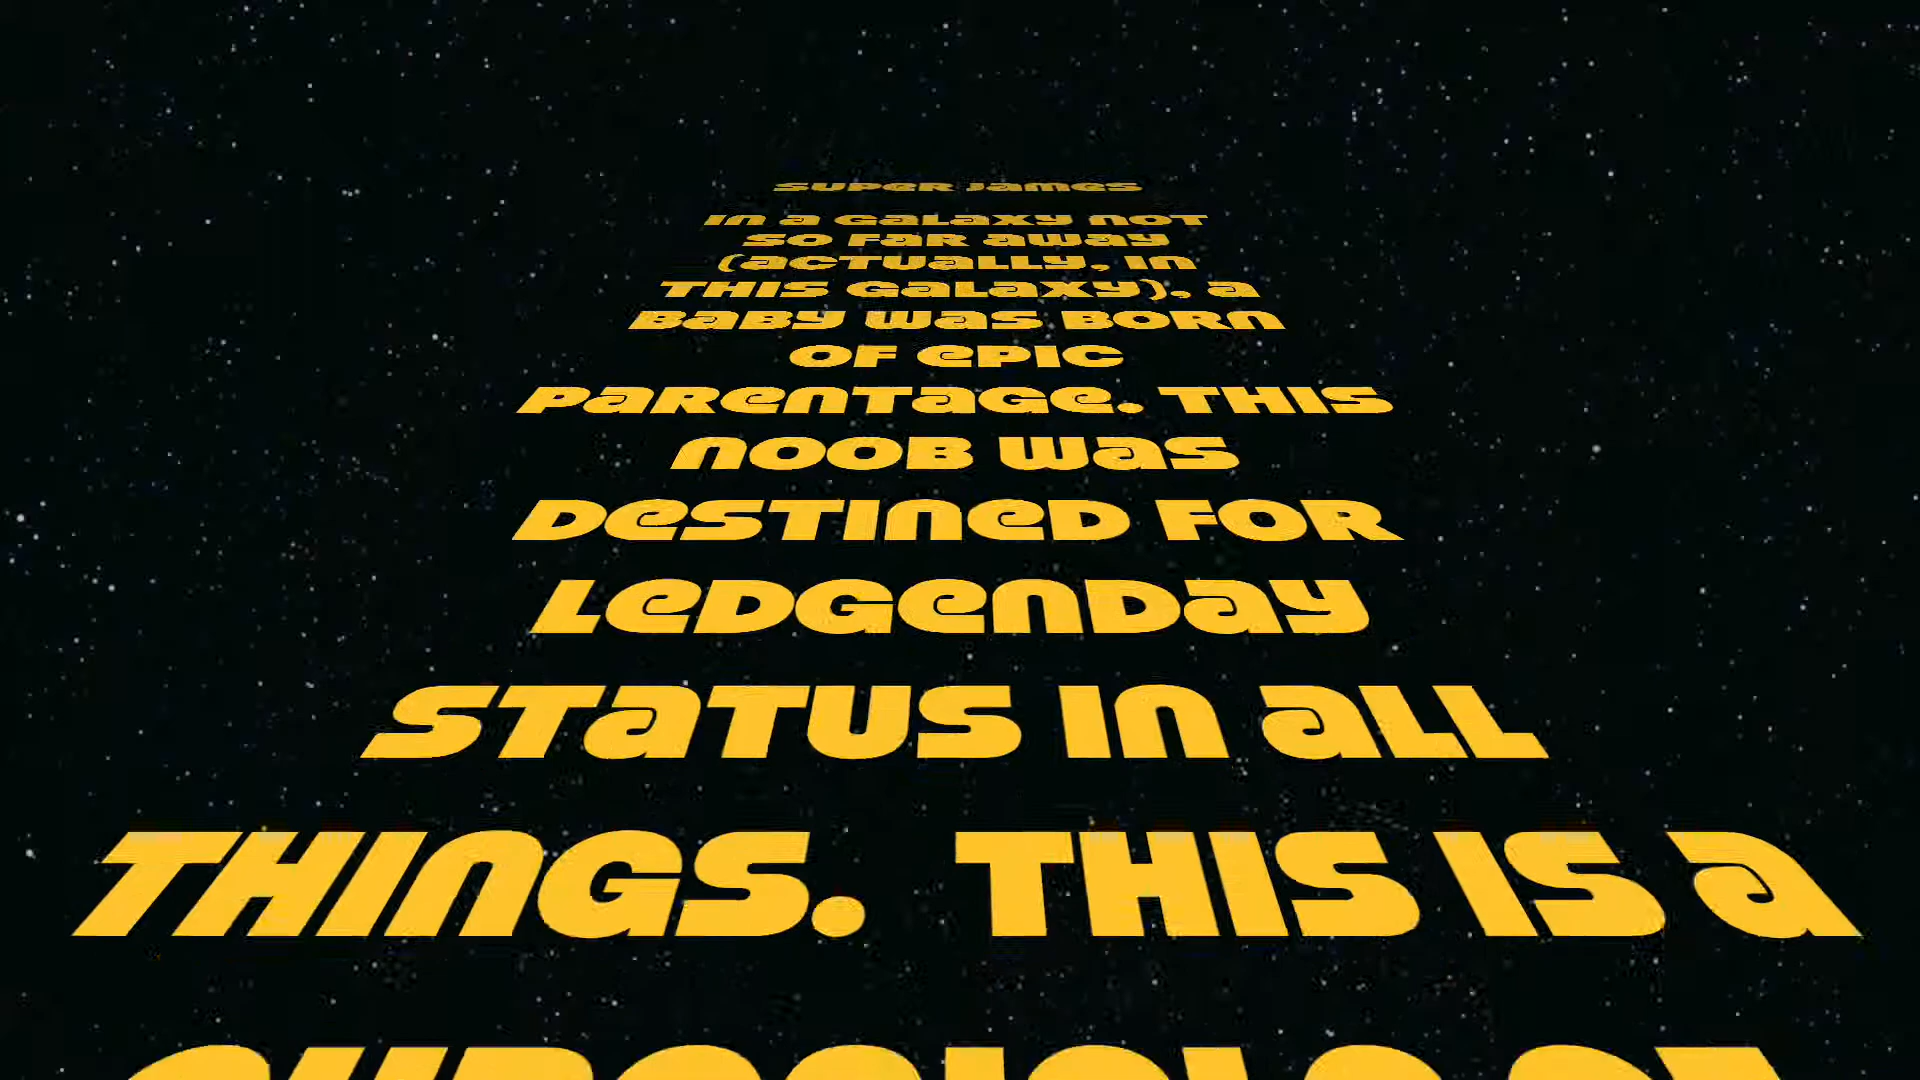 SUPER James
In a GaLaXY nOT
SO Far aWaY
(aCTUaLLY, In
THIS GaLaXY), a
BaBY Was BORn
OF ePIC
ParenTaGe. THIS
nOOB Was
DeSTIneD FOR
LeDGenDaY
STaTUS In aLL
THInGS. THIS IS a